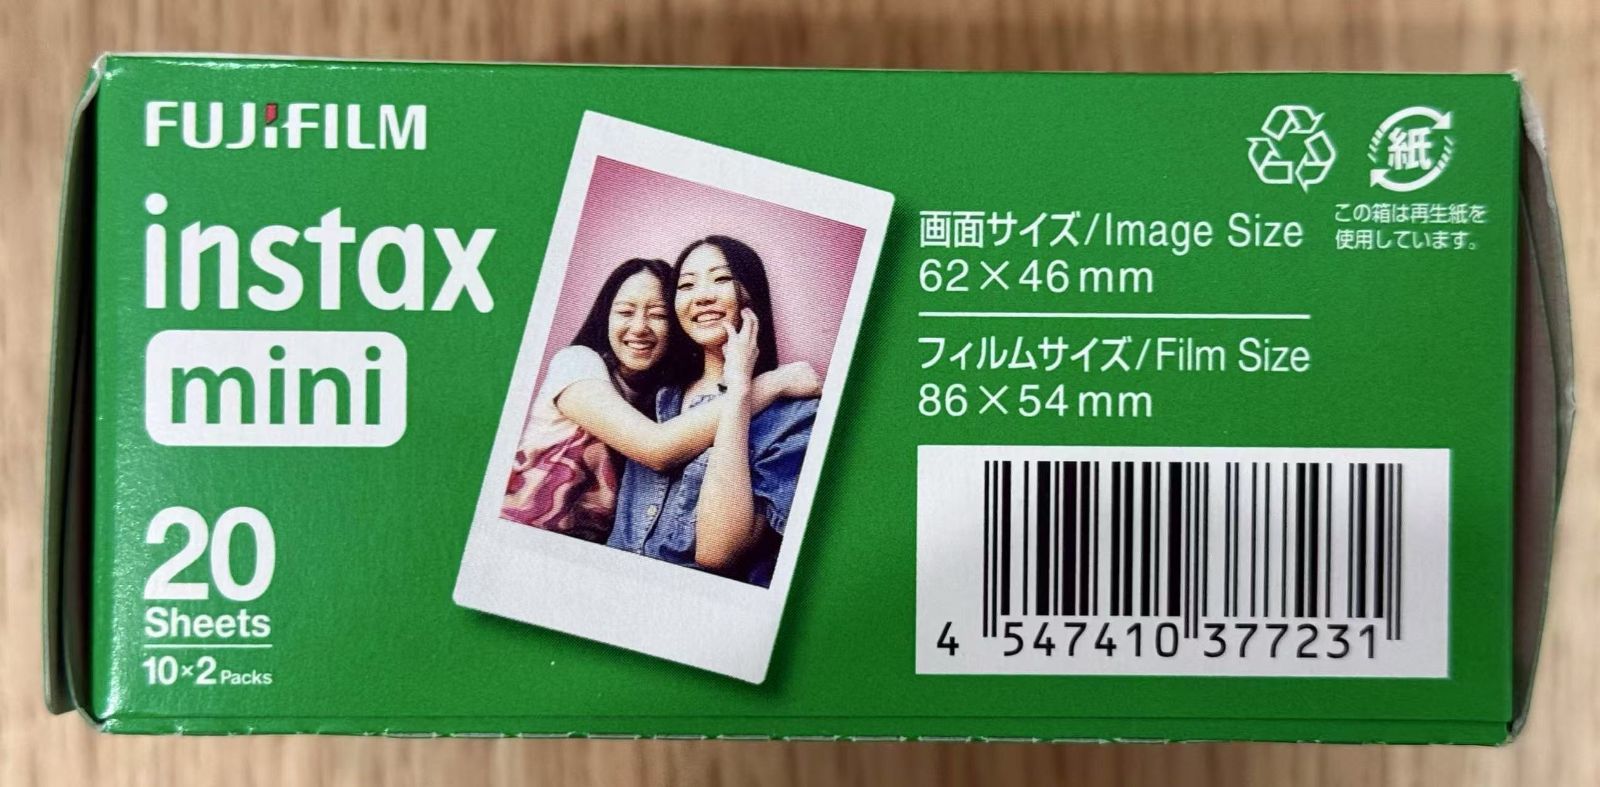 FUJIFILM
instax
mini
20
Sheets
10×2 Packs
画面サイズ/Image Size
62×46mm
フィルムサイズ/Film Size
86×54mm
紙
この箱は再生紙を
使用しています。
4 547410 377231